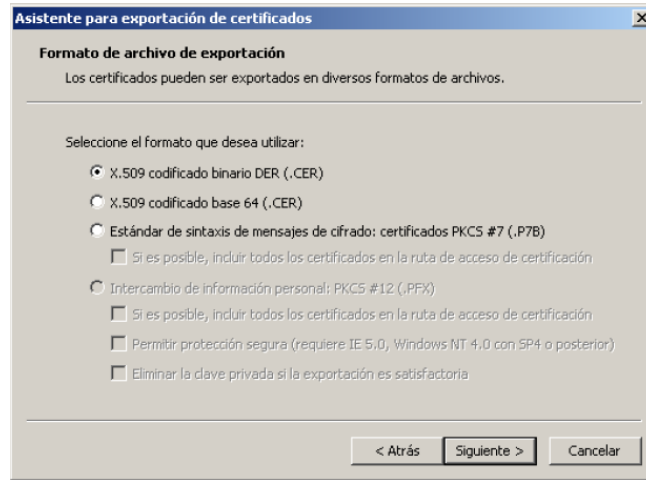 Asistente para exportación de certificados
Formato de archivo de exportación
Los certificados pueden ser exportados en diversos formatos de archivos.
Seleccione el formato que desea utilizar:
X.509 codificado binario DER (.CER)
X.509 codificado base 64 (.CER)
Estándar de sintaxis de mensajes de cifrado: certificados PKCS #7 (.P7B)
Si es posible, incluir todos los certificados en la ruta de acceso de certificación
Intercambio de información personal: PKCS #12 (.PFX)
Si es posible, incluir todos los certificados en la ruta de acceso de certificación
Permitir protección segura (requiere IE 5.0, Windows NT 4.0 con SP4 o posterior)
Eliminar la clave privada si la exportación es satisfactoria
< Atrás Siguiente > Cancelar